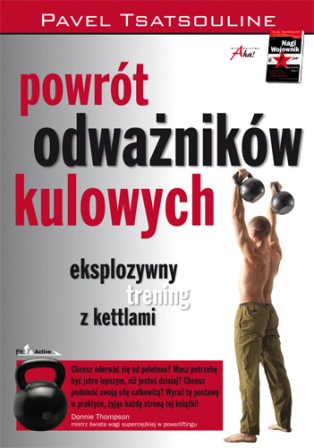 PAVEL TSATSOULINE
Aha!
Nagi
Wojownik
powrót
odważników
kulowych
eksplozywny
trening
z kettlami
Active
Chcesz oderwać się od peletonu? Masz potrzebę
być jutro lepszym, niż jesteś dzisiaj? Chcesz
podnieść swoją siłę całkowitą? Wyraź tę postawę
w praktyce, żyjąc każdą stroną tej książki!
Donnie Thompson
mistrz świata wagi superciężkiej w powerliftingu